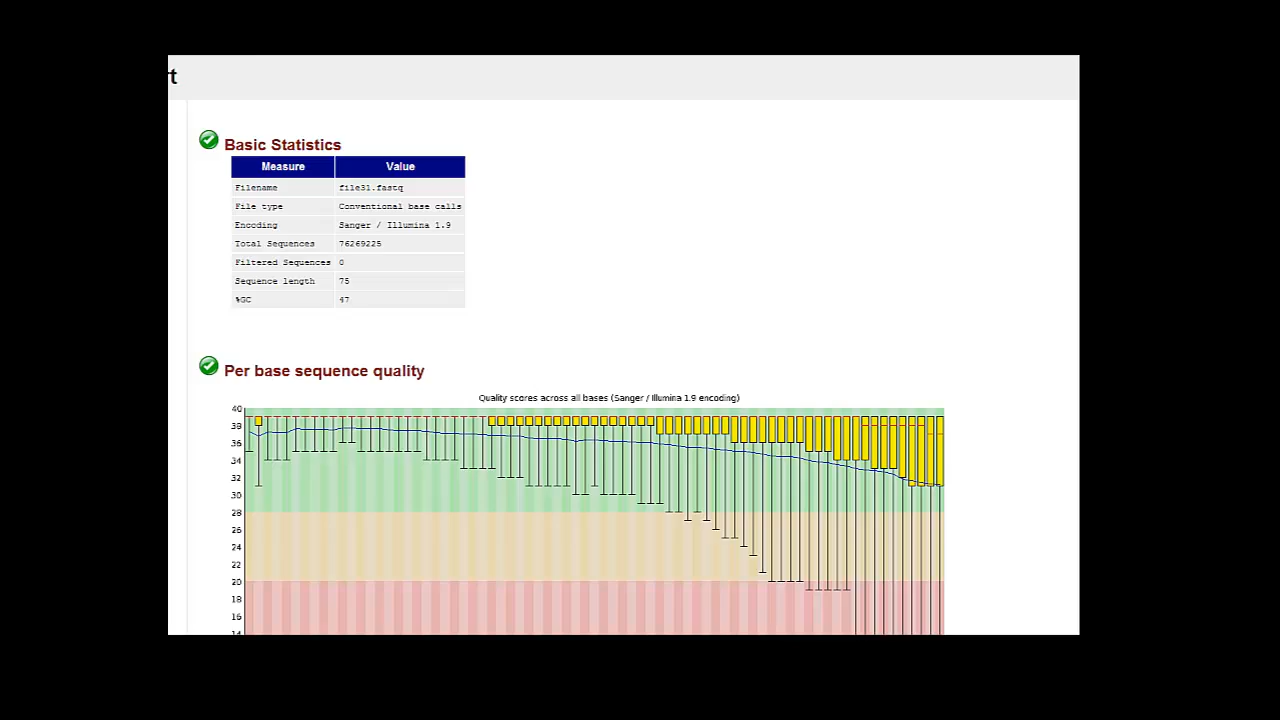 rt
Basic Statistics
Measure Value
Filename file31.fastq
File type Conventional base calls
Encoding Sanger / Illumina 1.9
Total Sequences 76269225
Filtered Sequences 0
Sequence length 75
%GC 47
Per base sequence quality
Quality scores across all bases (Sanger / Illumina 1.9 encoding)
40
38
36
34
32
30
28
26
24
22
20
18
16
14